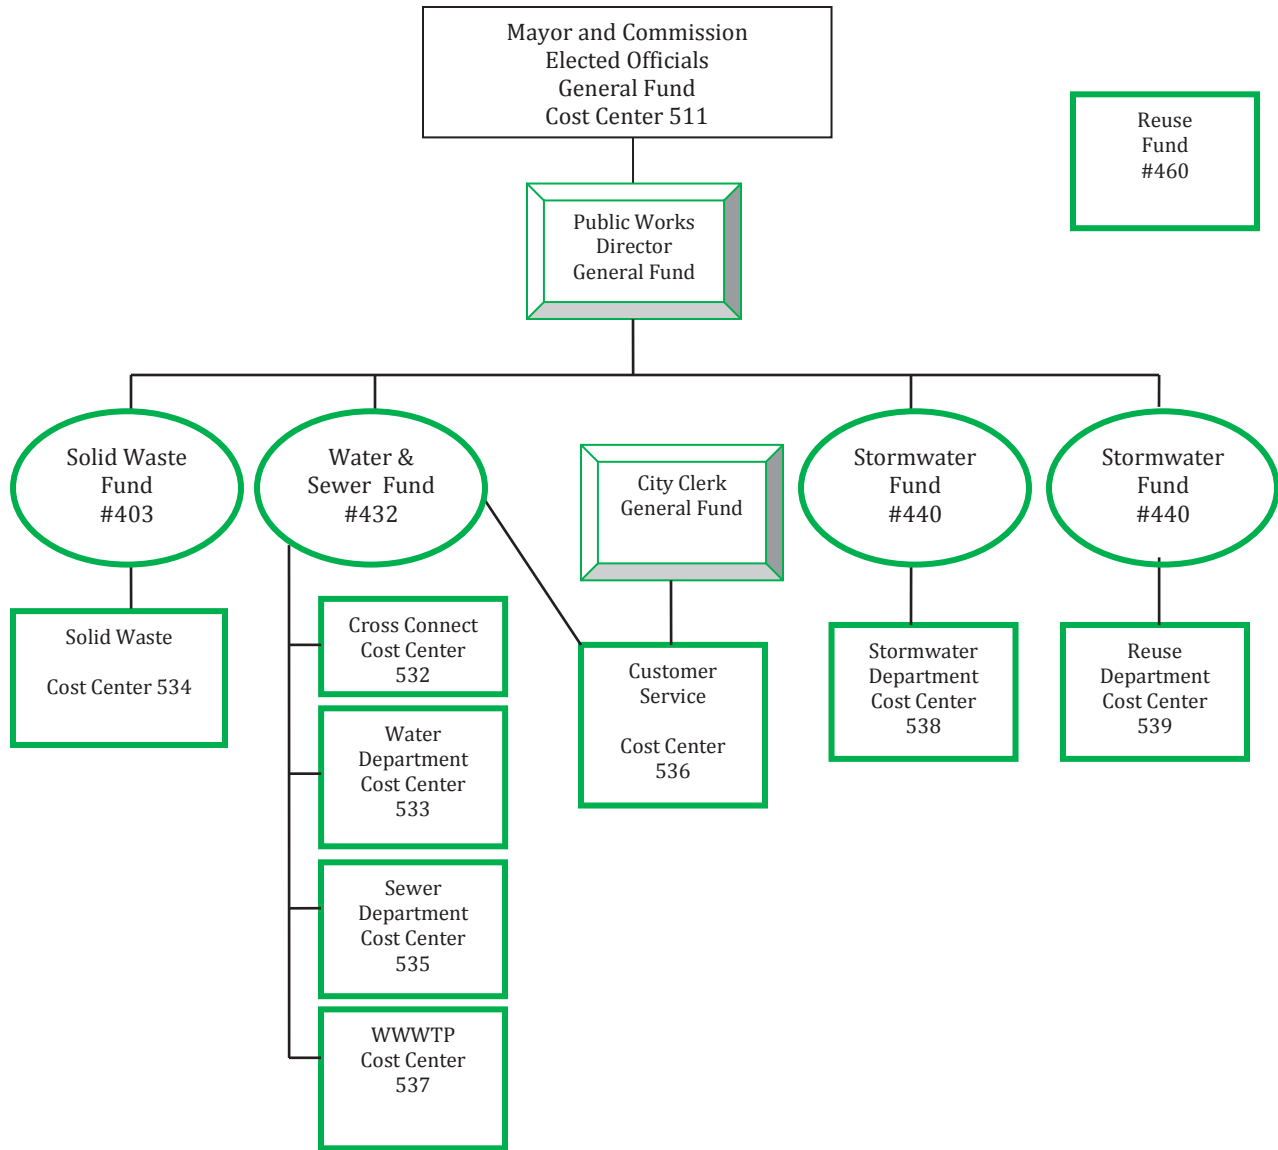 Mayor and Commission
Elected Officials
General Fund
Cost Center 511
Reuse
Fund
#460
Public Works
Director
General Fund
Solid Waste
Fund
#403
Water &
Sewer Fund
#432
City Clerk
General Fund
Stormwater
Fund
#440
Stormwater
Fund
#440
Solid Waste
Cost Center 534
Cross Connect
Cost Center
532
Water
Department
Cost Center
533
Sewer
Department
Cost Center
535
WWWTP
Cost Center
537
Customer
Service
Cost Center
536
Stormwater
Department
Cost Center
538
Reuse
Department
Cost Center
539